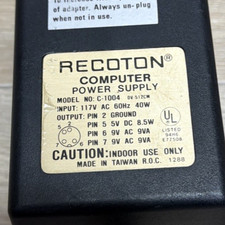 of adapter. Always un-plug
when not in use.
RECOTON®
COMPUTER
POWER SUPPLY
MODEL NO: C-1004
INPUT: 117V AC 60Hz 40W
OUTPUT: PIN 2 GROUND
PIN 5 5V DC 8.5W
PIN 6 9V AC 9VA
PIN 7 9V AC 9VA
UL
LISTED
CAUTION: INDOOR USE ONLY
MADE IN TAIWAN R.O.C. 1288